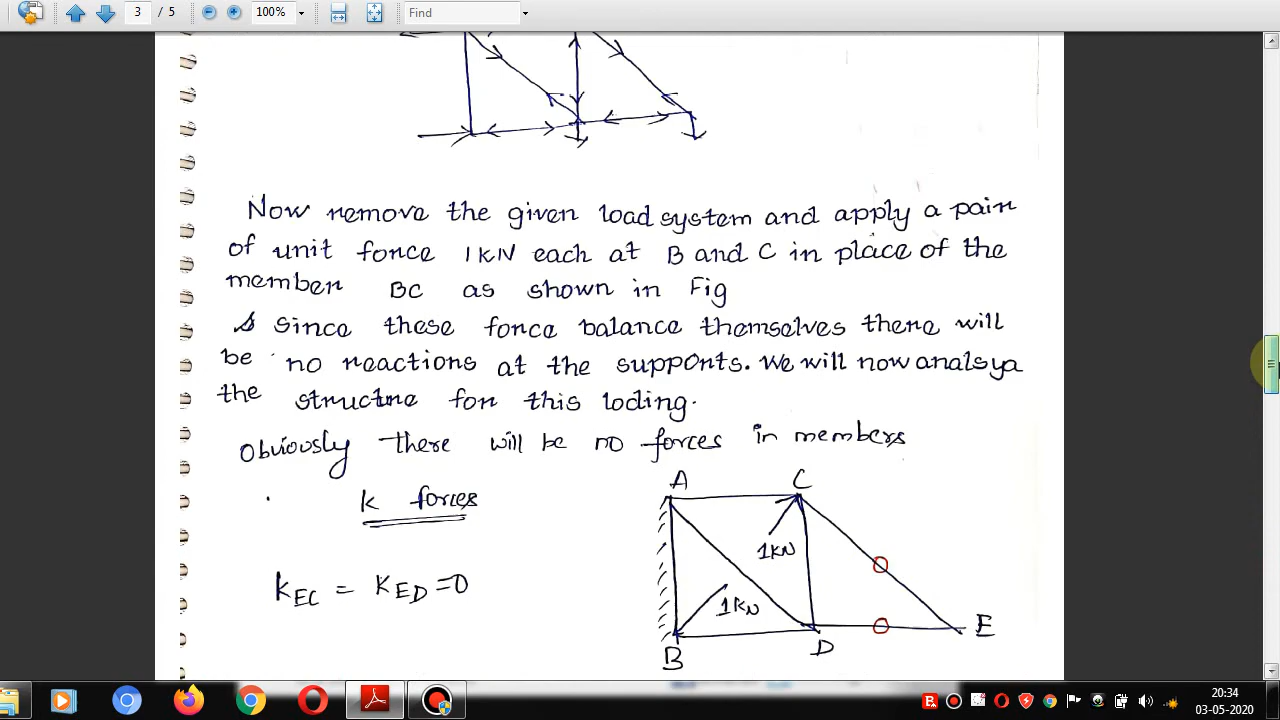 3 / 5
100%
Find
Now remove the given load system and apply a pair
of unit force 1KN each at B and C in place of the
member BC as shown in Fig
since these force balance themselves there will
be no reactions at the supports. We will now analsya
the structure for this loding.
Obviously there will be no forces in members
K forces
A
C
1KN
KEC = KED=0
1KN
E
B
D
20:34
03-05-2020